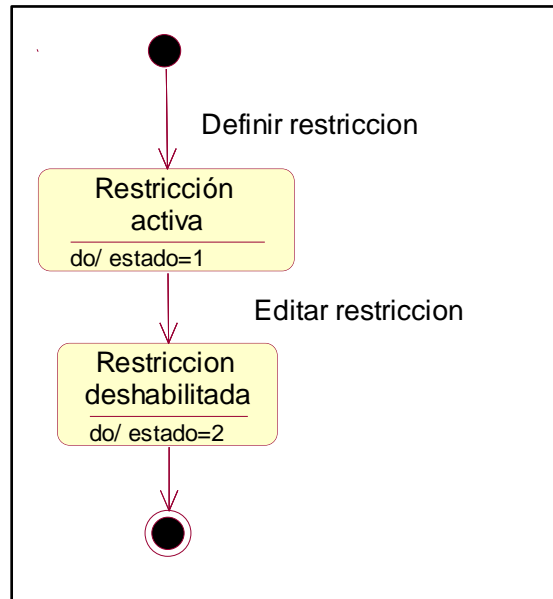 Definir restriccion
Restricción
activa
do/ estado=1
Editar restriccion
Restriccion
deshabilitada
do/ estado=2